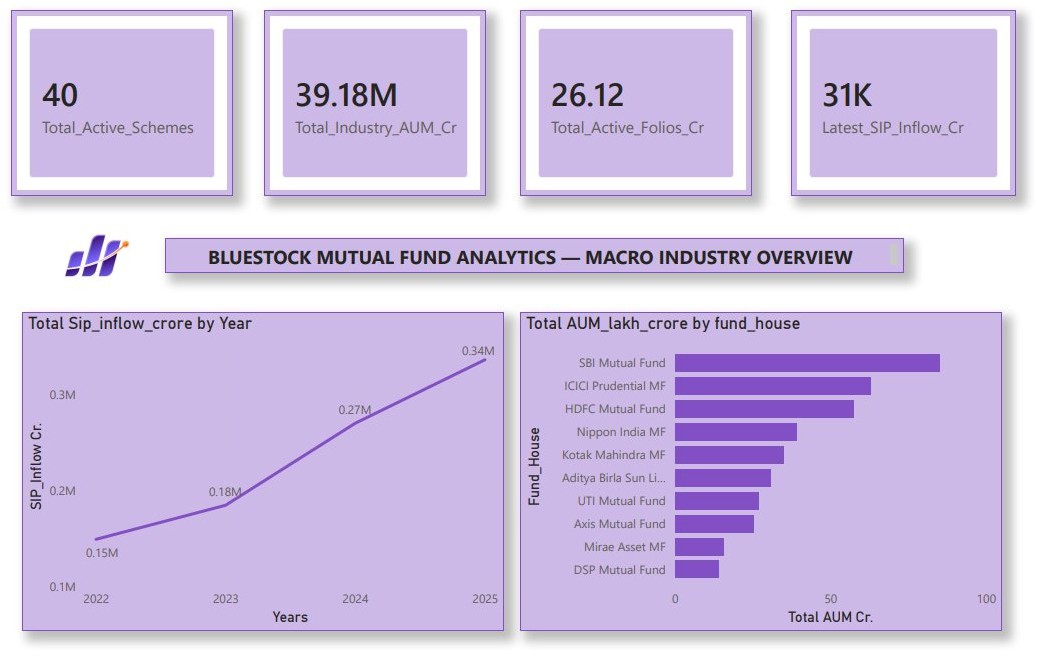 40
Total_Active_Schemes
39.18M
Total_Industry_AUM_Cr
26.12
Total_Active_Folios_Cr
31K
Latest_SIP_Inflow_Cr
BLUESTOCK MUTUAL FUND ANALYTICS — MACRO INDUSTRY OVERVIEW
Total Sip_inflow_crore by Year
SIP_Inflow Cr.
0.3M
0.2M
0.1M
0.15M
0.18M
0.27M
0.34M
2022
2023
2024
2025
Years
Total AUM_lakh_crore by fund_house
Fund_House
SBI Mutual Fund
ICICI Prudential MF
HDFC Mutual Fund
Nippon India MF
Kotak Mahindra MF
Aditya Birla Sun Li...
UTI Mutual Fund
Axis Mutual Fund
Mirae Asset MF
DSP Mutual Fund
0
50
100
Total AUM Cr.